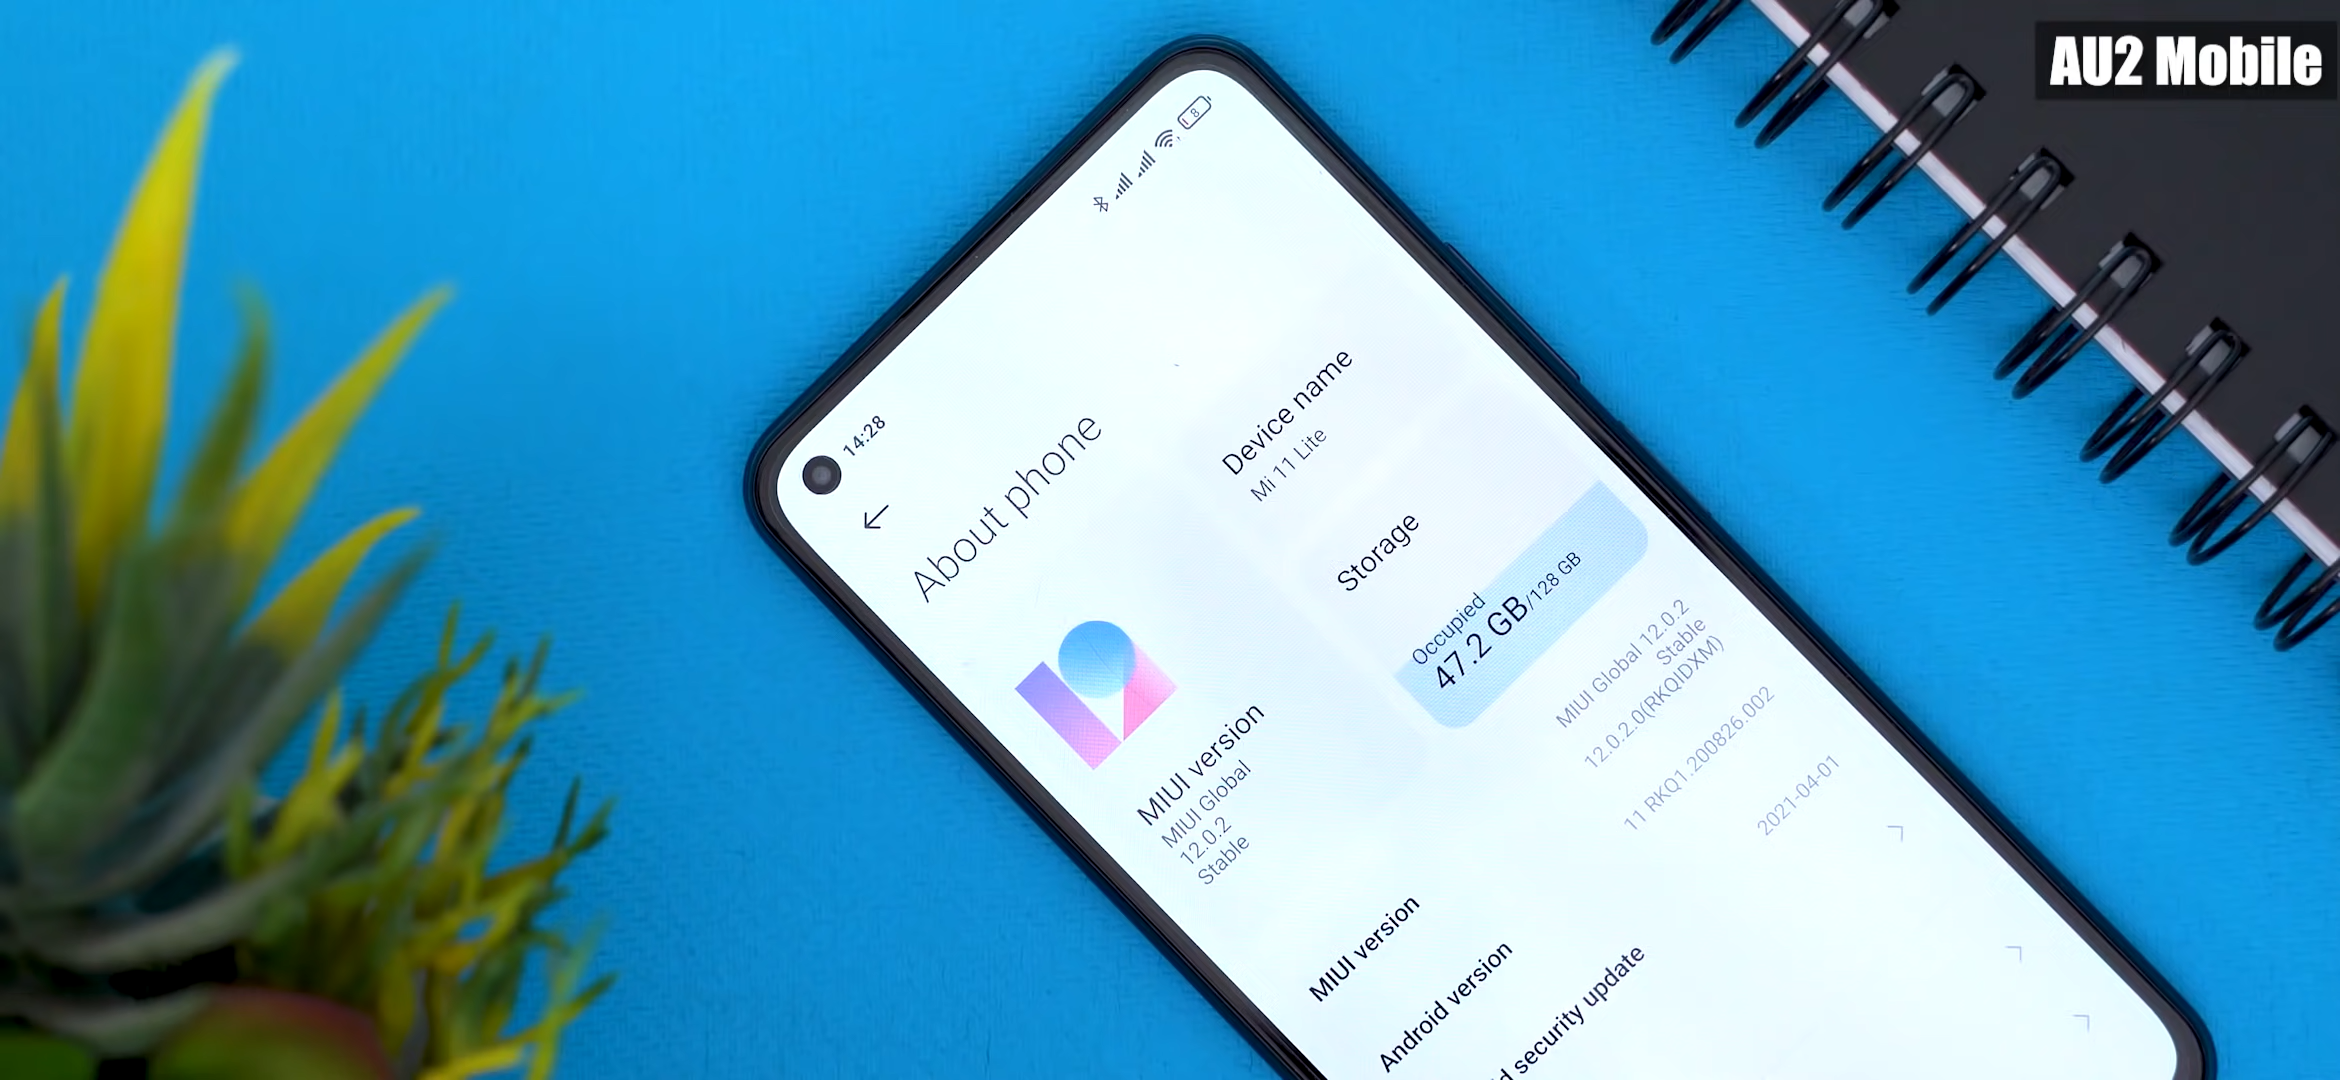 AU2 Mobile
14:28
8
About phone
MIUI version
MIUI Global
12.0.2
Stable
Device name
Mi 11 Lite
Storage
Occupied
47.2 GB/128 GB
MIUI version
MIUI Global 12.0.2
Stable
12.0.2.0(RKQIDXM)
Android version
11 RKQ1.200826.002
d security update
2021-04-01